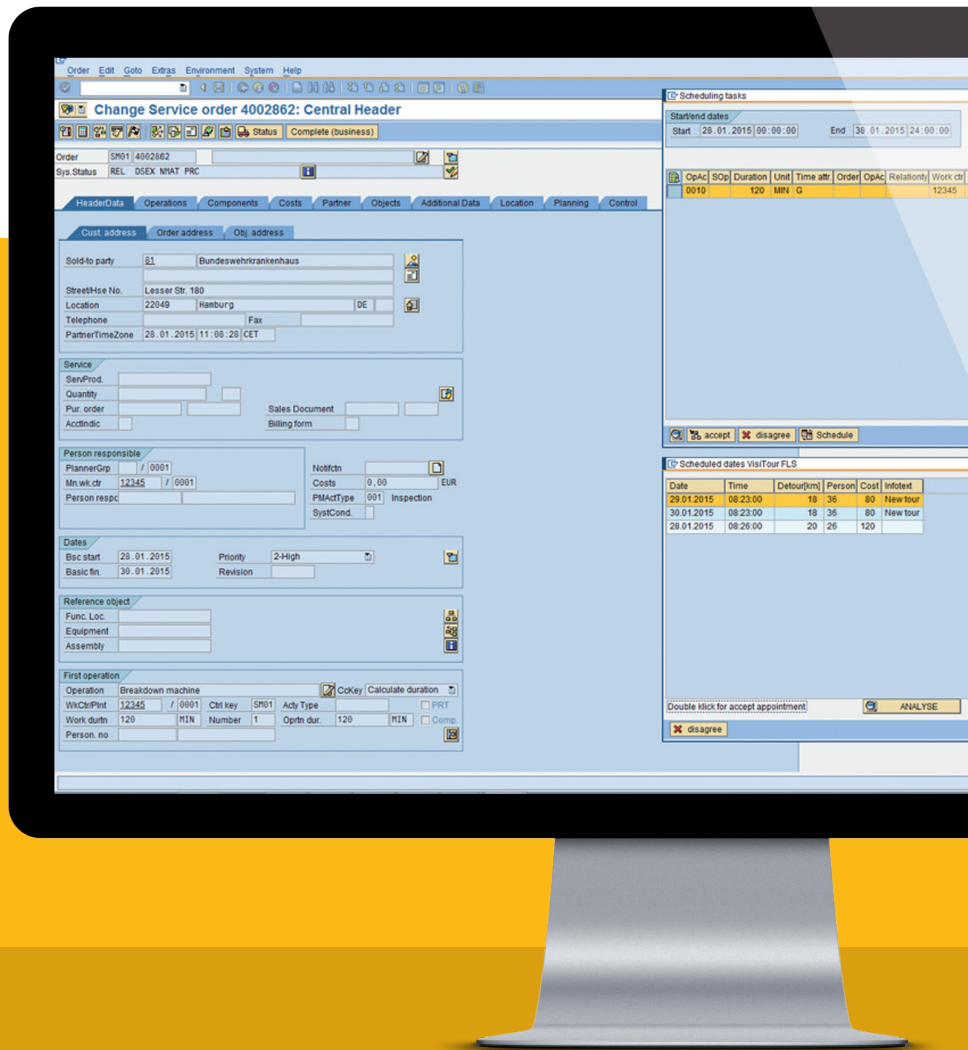 Order Edit Goto Extras Environment System Help
Change Service order 4002862: Central Header
Status Complete (business)
Order SM01 4002862
Sys.Status REL DSEX NMAT PRC
HeaderData Operations Components Costs Partner Objects Additional Data Location Planning Control
Cust. address Order address Obj. address
Sold-to party 81 Bundeswehrkrankenhaus
Street/Hse No. Lesser Str. 180
Location 22049 Hamburg DE
Telephone Fax
PartnerTimeZone 28.01.2015 11:06:28 CET
Service
ServProd.
Quantity
Pur. order Sales Document
AcctIndic Billing form
Person responsible
PlannerGrp / 0001 Notifctn
Mn.wk.ctr 12345 / 0001 Costs 0,00 EUR
Person respc PMActType 001 Inspection
SystCond.
Dates
Bsc start 28.01.2015 Priority 2-High
Basic fin. 30.01.2015 Revision
Reference object
Func. Loc.
Equipment
Assembly
First operation
Operation Breakdown machine CcKey Calculate duration
WkCtr/Plnt 12345 / 0001 Ctrl key SM01 Acty Type PRT
Work durtn 120 MIN Number 1 Oprtn dur. 120 MIN Comp.
Person. no
Scheduling tasks
Start/end dates
Start 28.01.2015 00:00:00 End 30.01.2015 24:00:00
OpAc SOp Duration Unit Time attr. Order OpAc Relationty Work ctr
0010 120 MIN G 12345
accept disagree Schedule
Scheduled dates VisiTour FLS
Date Time Detour[km] Person Cost Infotext
29.01.2015 08:23:00 18 36 80 New tour
30.01.2015 08:23:00 18 36 80 New tour
28.01.2015 08:26:00 20 26 120
Double klick for accept appointment ANALYSE
disagree